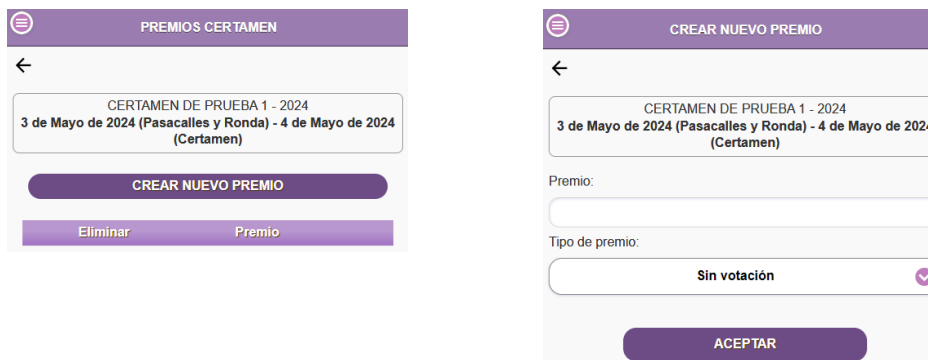 PREMIOS CERTAMEN
CERTAMEN DE PRUEBA 1 - 2024
3 de Mayo de 2024 (Pasacalles y Ronda) - 4 de Mayo de 2024
(Certamen)
CREAR NUEVO PREMIO
Eliminar Premio
CREAR NUEVO PREMIO
CERTAMEN DE PRUEBA 1 - 2024
3 de Mayo de 2024 (Pasacalles y Ronda) - 4 de Mayo de 2024
(Certamen)
Premio:
Tipo de premio:
Sin votación
ACEPTAR